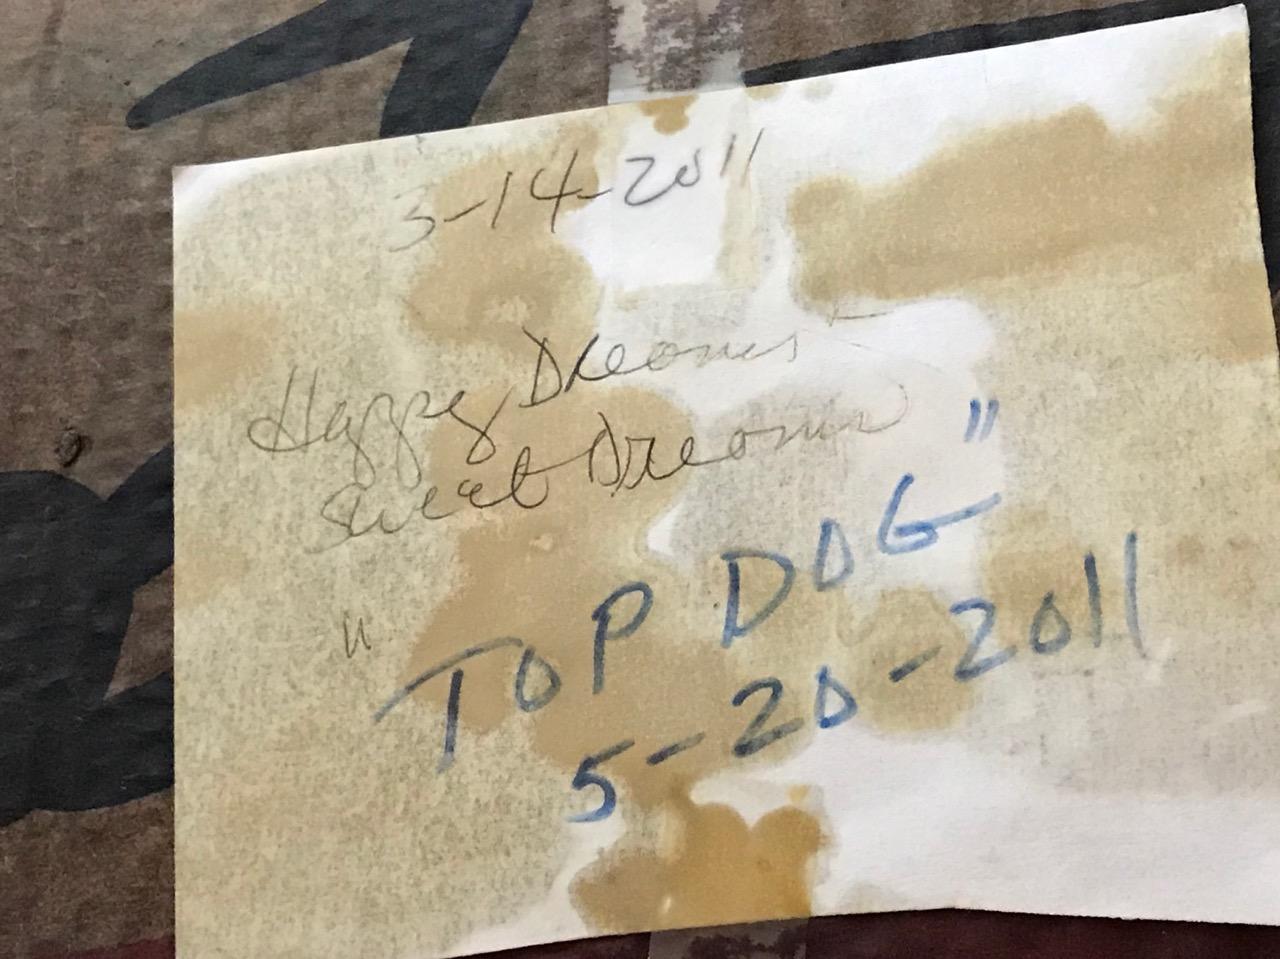 3-14-2011
Happy Dreams
Sweet Dreams
"TOP DOG"
5-20-2011